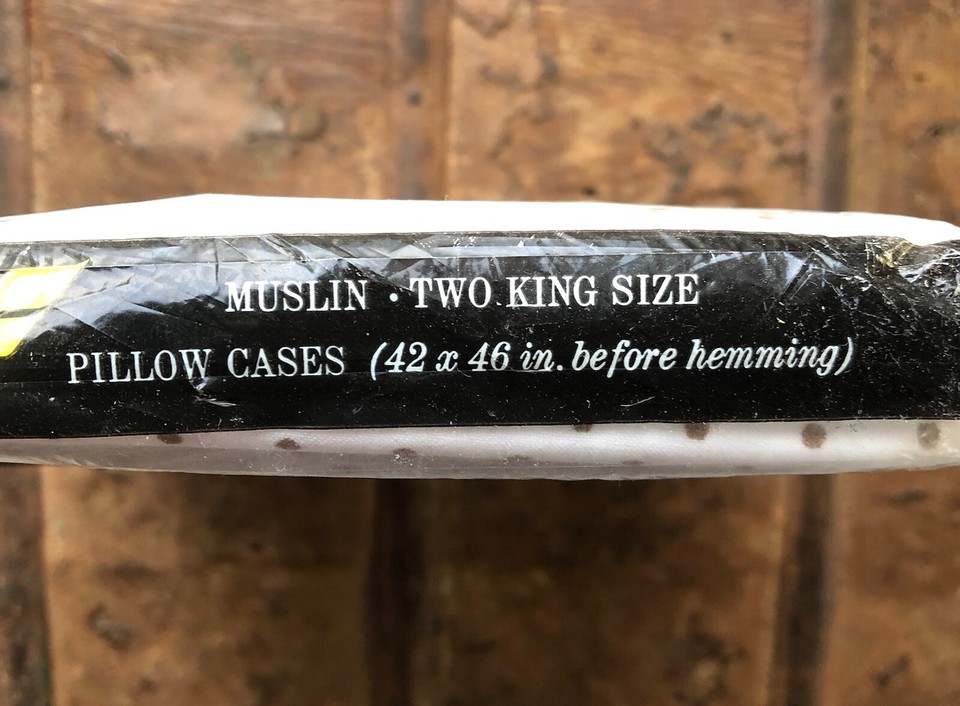 MUSLIN · TWO KING SIZE
PILLOW CASES (42 x 46 in. before hemming)